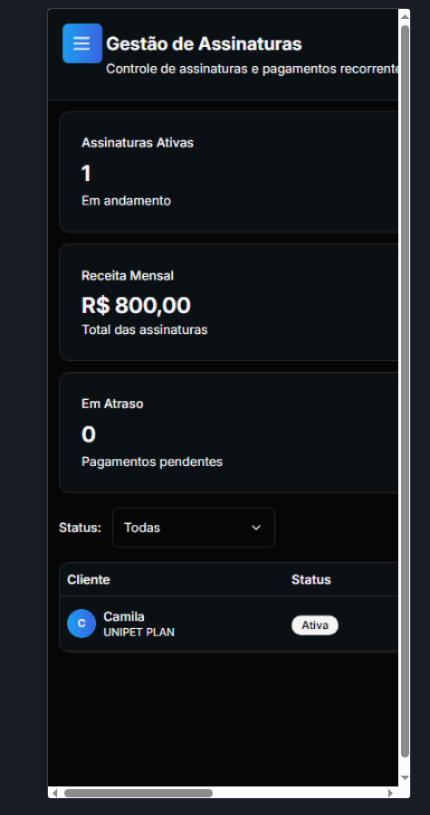 Gestão de Assinaturas
Controle de assinaturas e pagamentos recorrente
Assinaturas Ativas
1
Em andamento
Receita Mensal
R$ 800,00
Total das assinaturas
Em Atraso
0
Pagamentos pendentes
Status: Todas
Cliente Status
C Camila Ativa
UNIPET PLAN